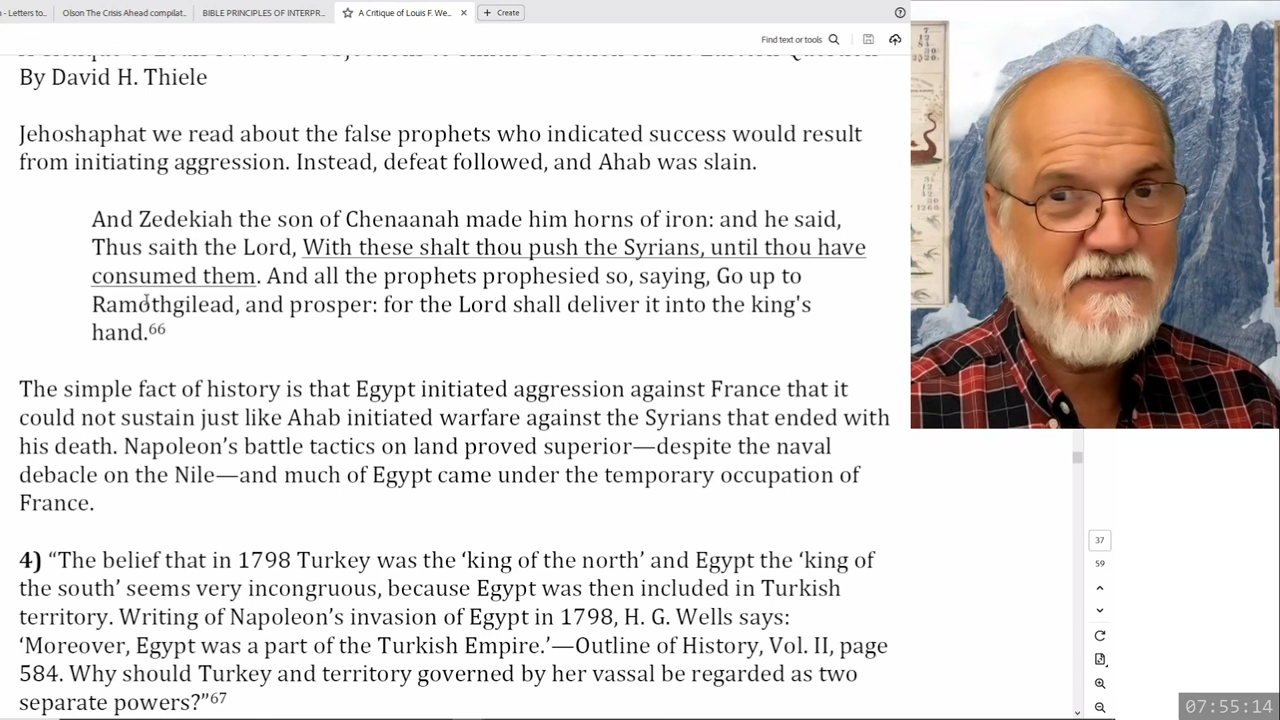 - Letters to..
Olson The Crisis Ahead compilat..
BIBLE PRINCIPLES OF INTERPR...
A Critique of Louis F. We...
Create
Find text or tools
By David H. Thiele
Jehoshaphat we read about the false prophets who indicated success would result
from initiating aggression. Instead, defeat followed, and Ahab was slain.
And Zedekiah the son of Chenaanah made him horns of iron: and he said,
Thus saith the Lord, With these shalt thou push the Syrians, until thou have
consumed them. And all the prophets prophesied so, saying, Go up to
Ramothgilead, and prosper: for the Lord shall deliver it into the king's
hand.66
The simple fact of history is that Egypt initiated aggression against France that it
could not sustain just like Ahab initiated warfare against the Syrians that ended with
his death. Napoleon’s battle tactics on land proved superior—despite the naval
debacle on the Nile—and much of Egypt came under the temporary occupation of
France.
4) “The belief that in 1798 Turkey was the ‘king of the north’ and Egypt the ‘king of
the south’ seems very incongruous, because Egypt was then included in Turkish
territory. Writing of Napoleon’s invasion of Egypt in 1798, H. G. Wells says:
‘Moreover, Egypt was a part of the Turkish Empire.’—Outline of History, Vol. II, page
584. Why should Turkey and territory governed by her vassal be regarded as two
separate powers?”67
37
59
07:55:14